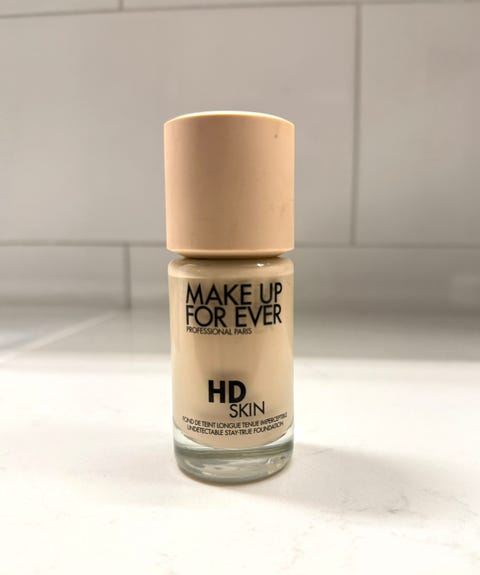 MAKE UP
FOR EVER
PROFESSIONAL PARIS
HD
SKIN
FOND DE TEINT LONGUE TENUE IMPERCEPTIBLE
UNDETECTABLE STAY-TRUE FOUNDATION